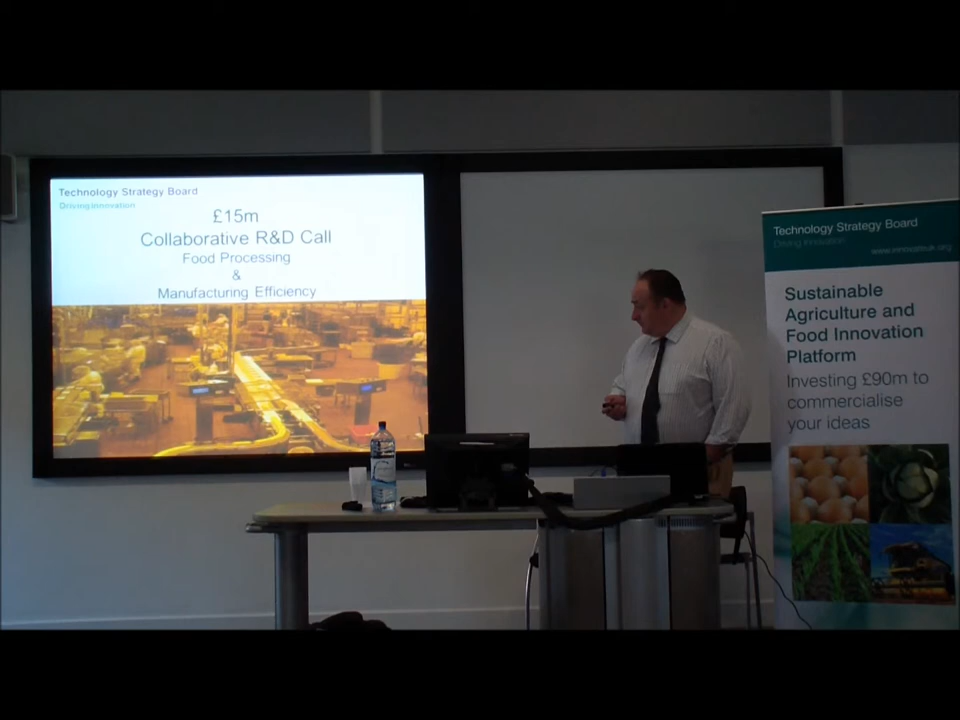 Technology Strategy Board
Driving Innovation
£15m
Collaborative R&D Call
Food Processing
&
Manufacturing Efficiency
Technology Strategy Board
Driving Innovation
www.innovateuk.org
Sustainable
Agriculture and
Food Innovation
Platform
Investing £90m to
commercialise
your ideas